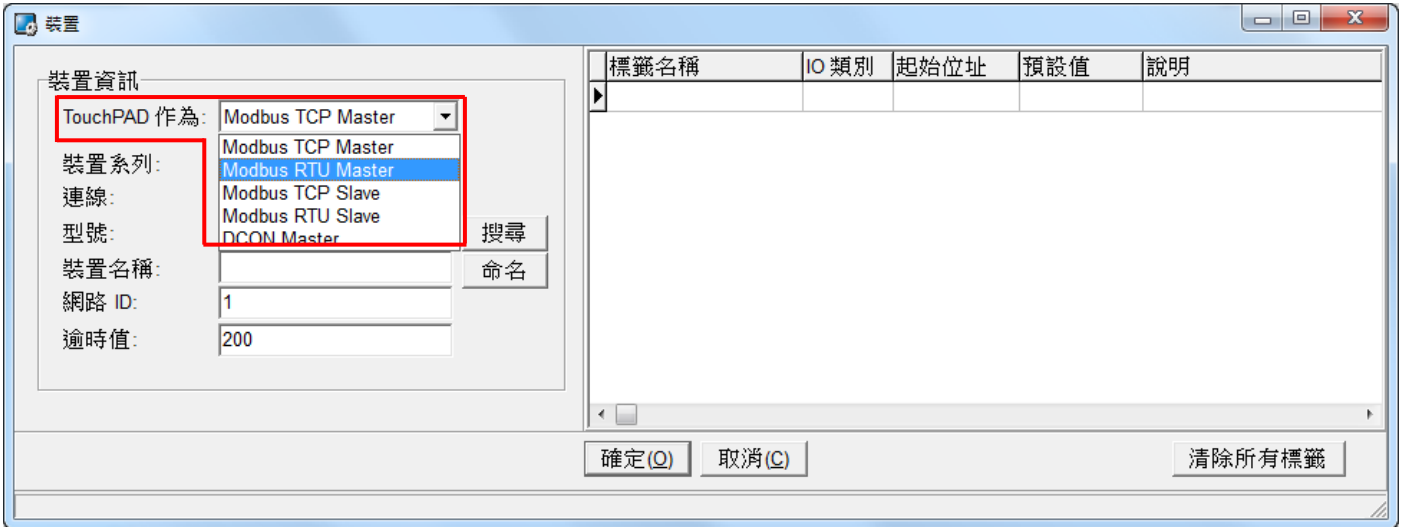 裝置
裝置資訊
TouchPAD 作為: Modbus TCP Master
Modbus TCP Master
Modbus RTU Master
Modbus TCP Slave
Modbus RTU Slave
DCON Master
裝置系列:
連線:
型號:
搜尋
裝置名稱:
命名
網路 ID: 1
逾時值: 200
標籤名稱 IO 類別 起始位址 預設值 說明
確定(O) 取消(C) 清除所有標籤